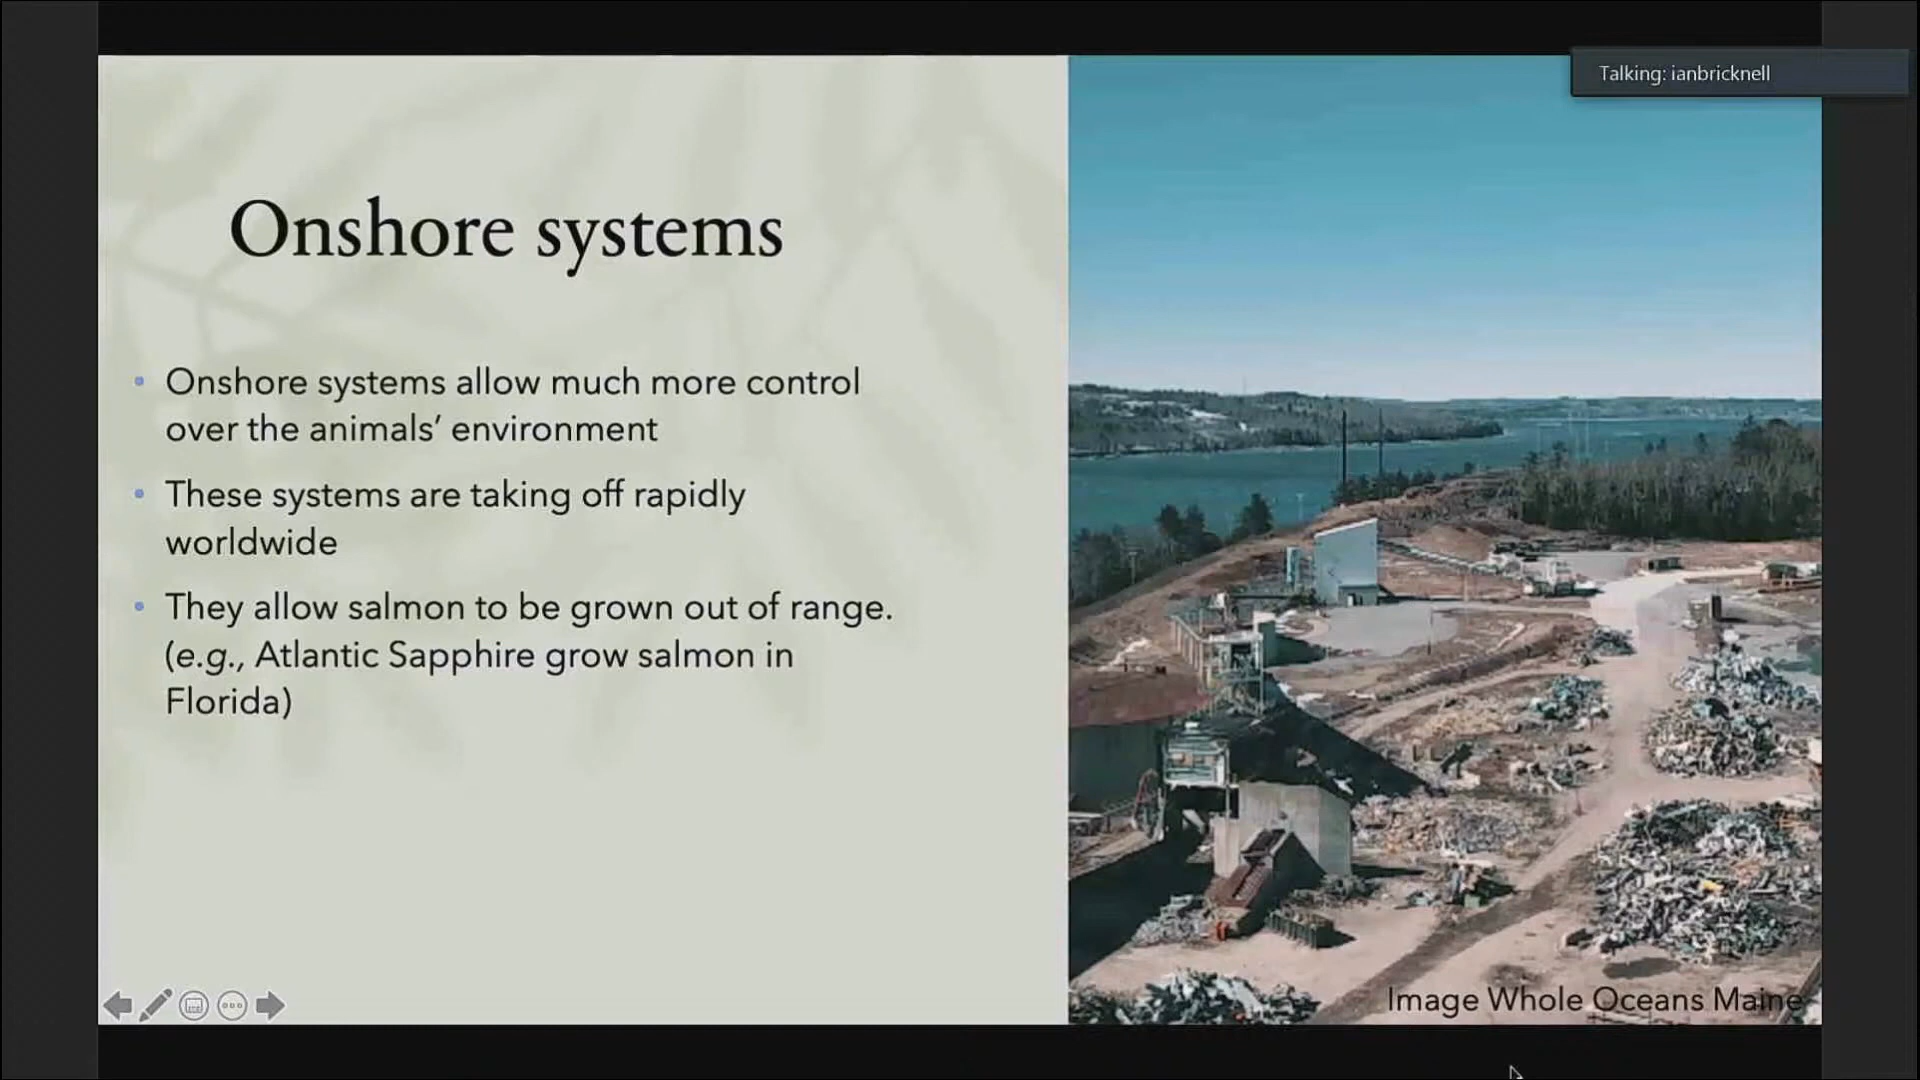 Talking: ianbricknell
Onshore systems
• Onshore systems allow much more control
over the animals’ environment
• These systems are taking off rapidly
worldwide
• They allow salmon to be grown out of range.
(e.g., Atlantic Sapphire grow salmon in
Florida)
Image Whole Oceans Maine